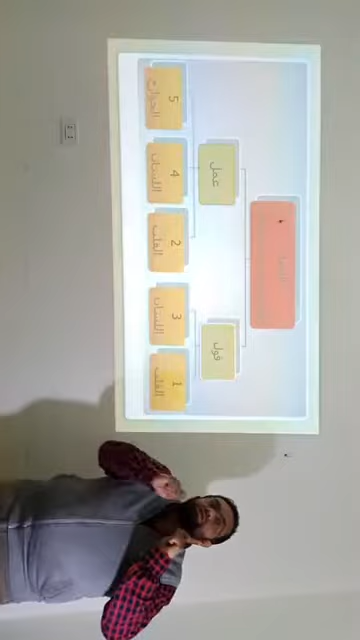 قول
عمل
1
القلب
3
اللسان
2
القلب
4
اللسان
5
الجوارح